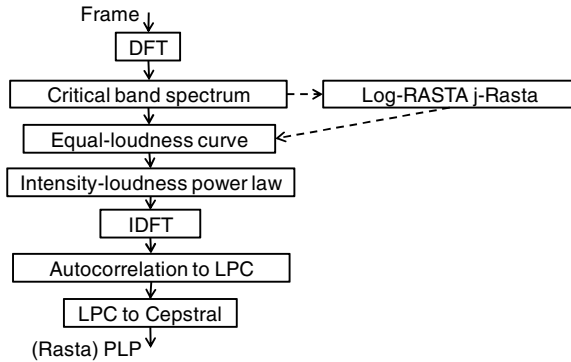 Frame
DFT
Critical band spectrum
Log-RASTA j-Rasta
Equal-loudness curve
Intensity-loudness power law
IDFT
Autocorrelation to LPC
LPC to Cepstral
(Rasta) PLP